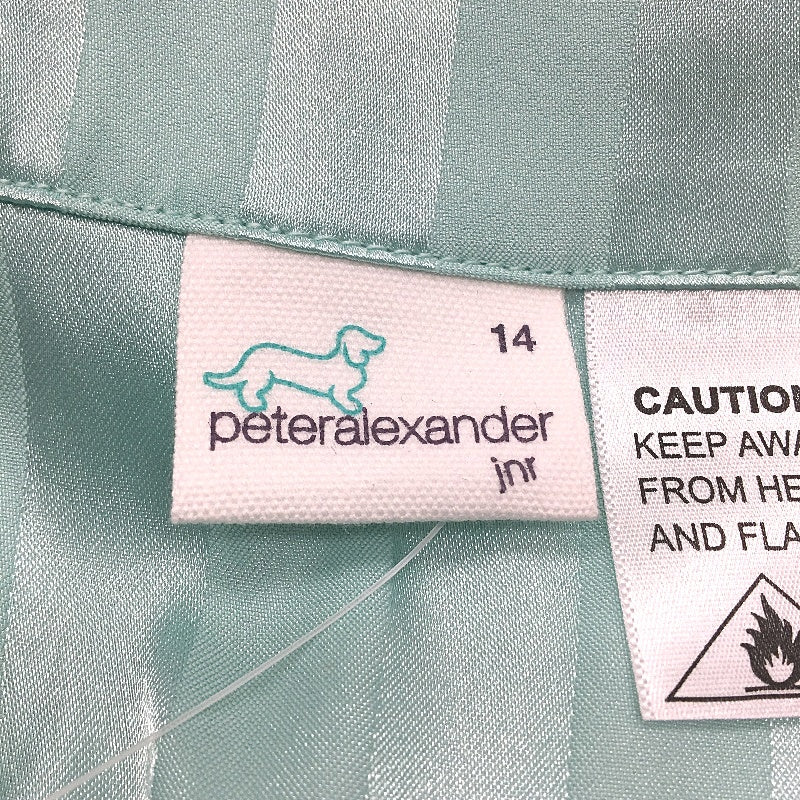 14
peteralexander
jnr
CAUTION
KEEP AWA
FROM HE
AND FLA